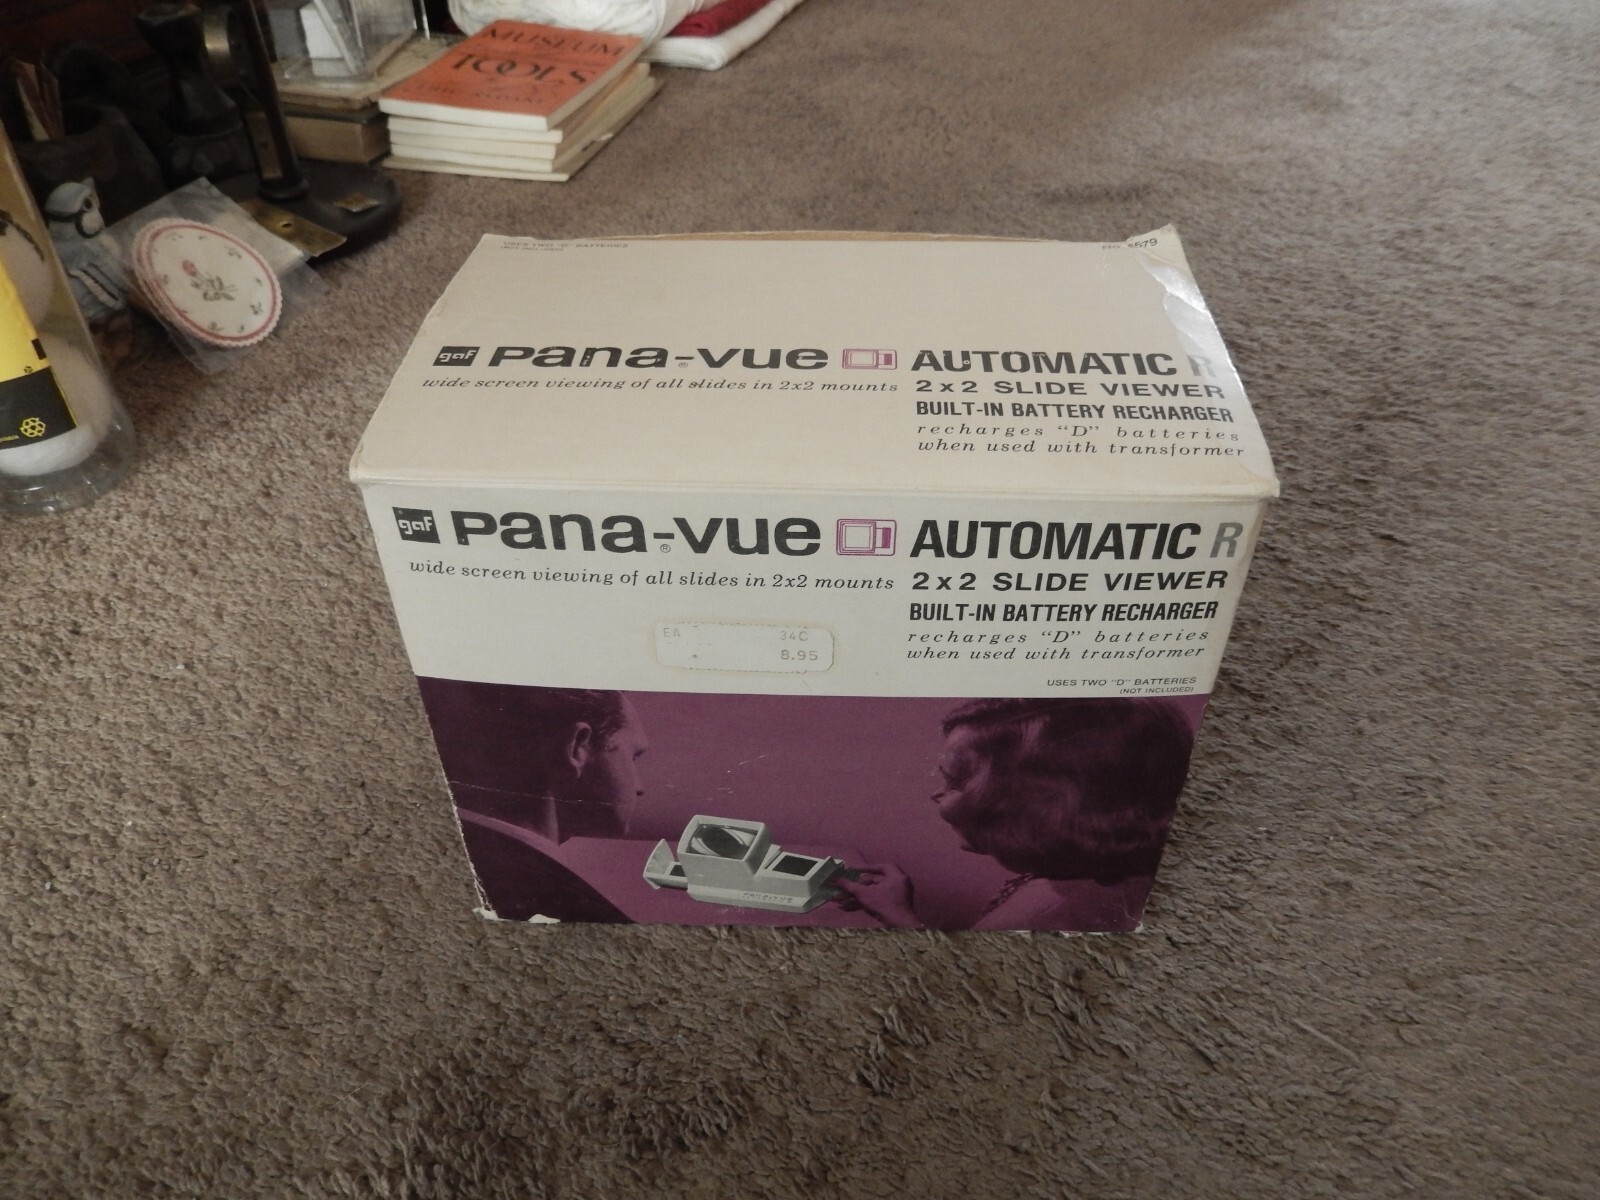 MUSEUM
TOOLS
USES TWO "D" BATTERIES
(NOT INCLUDED)
gaf pana-vue® AUTOMATIC R
wide screen viewing of all slides in 2x2 mounts
2x2 SLIDE VIEWER
BUILT-IN BATTERY RECHARGER
recharges "D" batteries
when used with transformer
gaf pana-vue® AUTOMATIC R
wide screen viewing of all slides in 2x2 mounts
2x2 SLIDE VIEWER
BUILT-IN BATTERY RECHARGER
recharges "D" batteries
when used with transformer
EA 34C
8.95
USES TWO "D" BATTERIES
(NOT INCLUDED)